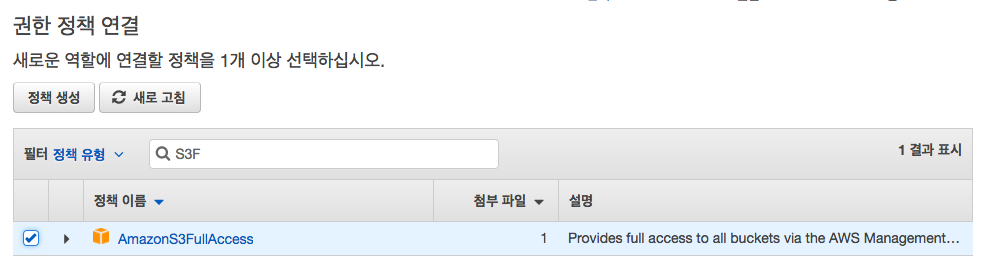 권한 정책 연결
새로운 역할에 연결할 정책을 1개 이상 선택하십시오.
정책 생성 새로 고침
필터 정책 유형 S3F 1 결과 표시
정책 이름 첨부 파일 설명
AmazonS3FullAccess 1 Provides full access to all buckets via the AWS Management…